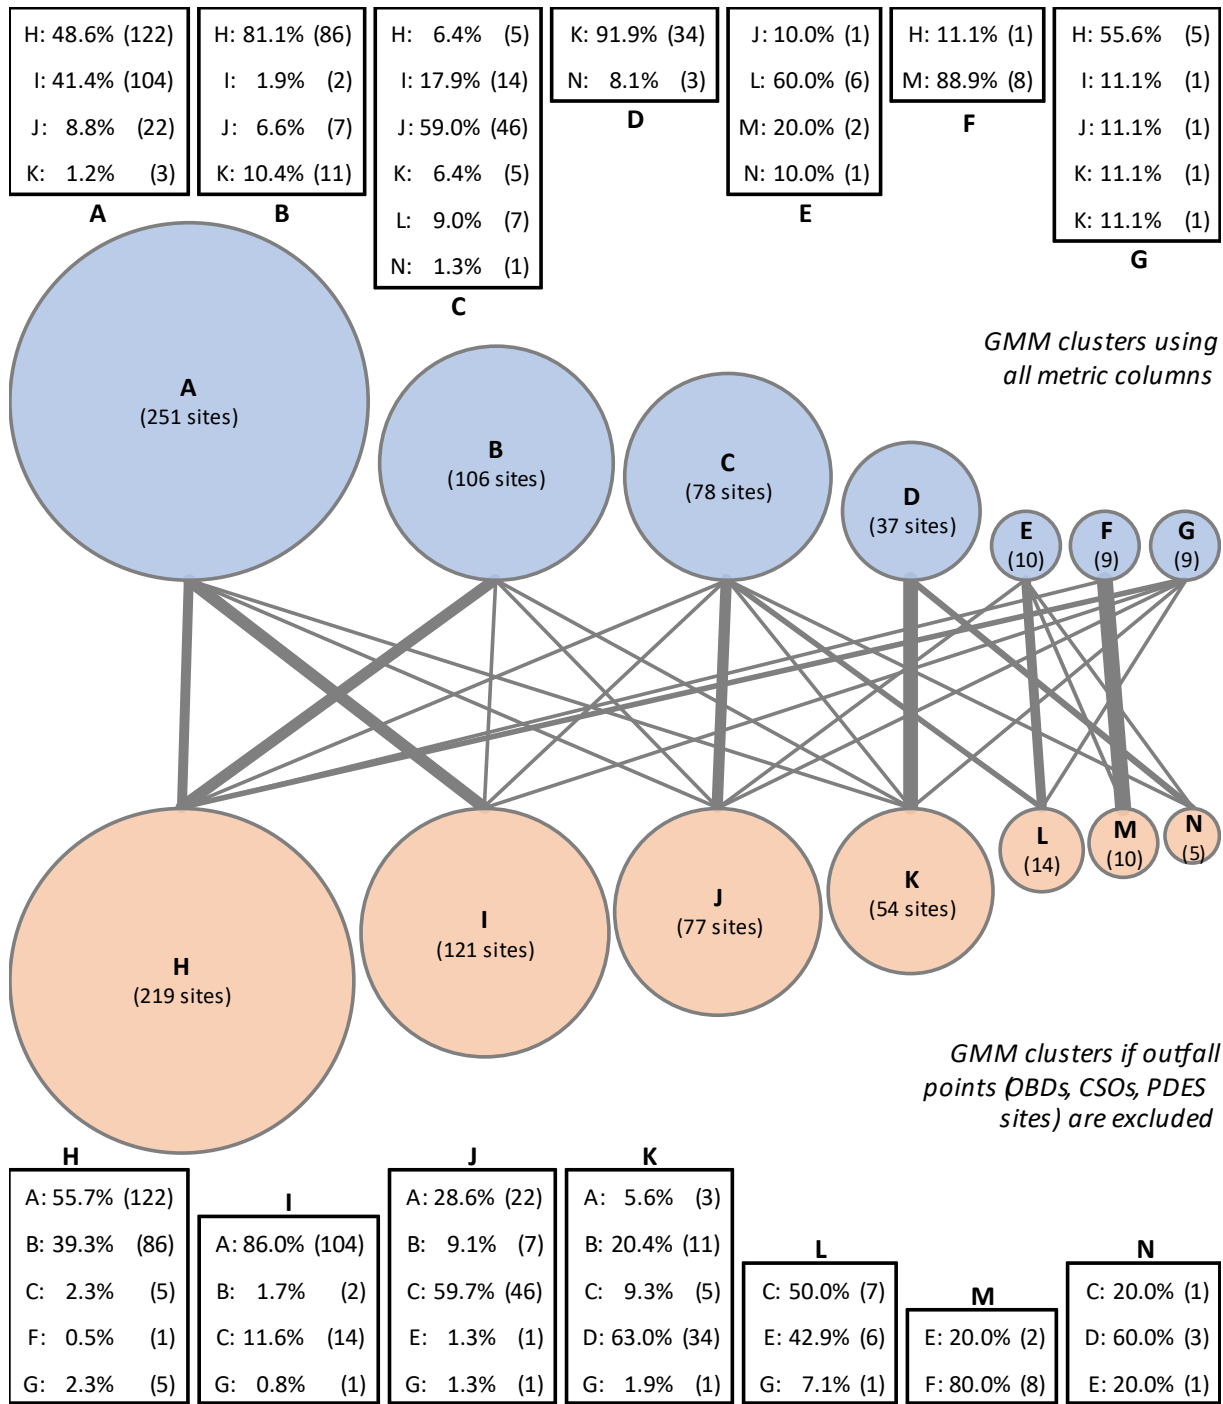 H: 48.6% (122)
I: 41.4% (104)
J: 8.8% (22)
K: 1.2% (3)
A
H: 81.1% (86)
I: 1.9% (2)
J: 6.6% (7)
K: 10.4% (11)
B
H: 6.4% (5)
I: 17.9% (14)
J: 59.0% (46)
K: 6.4% (5)
L: 9.0% (7)
N: 1.3% (1)
C
K: 91.9% (34)
N: 8.1% (3)
D
J: 10.0% (1)
L: 60.0% (6)
M: 20.0% (2)
N: 10.0% (1)
E
H: 11.1% (1)
M: 88.9% (8)
F
H: 55.6% (5)
I: 11.1% (1)
J: 11.1% (1)
K: 11.1% (1)
K: 11.1% (1)
G
GMM clusters using
all metric columns
A
(251 sites)
B
(106 sites)
C
(78 sites)
D
(37 sites)
E
(10)
F
(9)
G
(9)
H
(219 sites)
I
(121 sites)
J
(77 sites)
K
(54 sites)
L
(14)
M
(10)
N
(5)
GMM clusters if outfall
points (OBDs, CSOs, PDES
sites) are excluded
H
A: 55.7% (122)
B: 39.3% (86)
C: 2.3% (5)
F: 0.5% (1)
G: 2.3% (5)
I
A: 86.0% (104)
B: 1.7% (2)
C: 11.6% (14)
G: 0.8% (1)
J
A: 28.6% (22)
B: 9.1% (7)
C: 59.7% (46)
E: 1.3% (1)
G: 1.3% (1)
K
A: 5.6% (3)
B: 20.4% (11)
C: 9.3% (5)
D: 63.0% (34)
G: 1.9% (1)
L
C: 50.0% (7)
E: 42.9% (6)
G: 7.1% (1)
M
E: 20.0% (2)
F: 80.0% (8)
N
C: 20.0% (1)
D: 60.0% (3)
E: 20.0% (1)